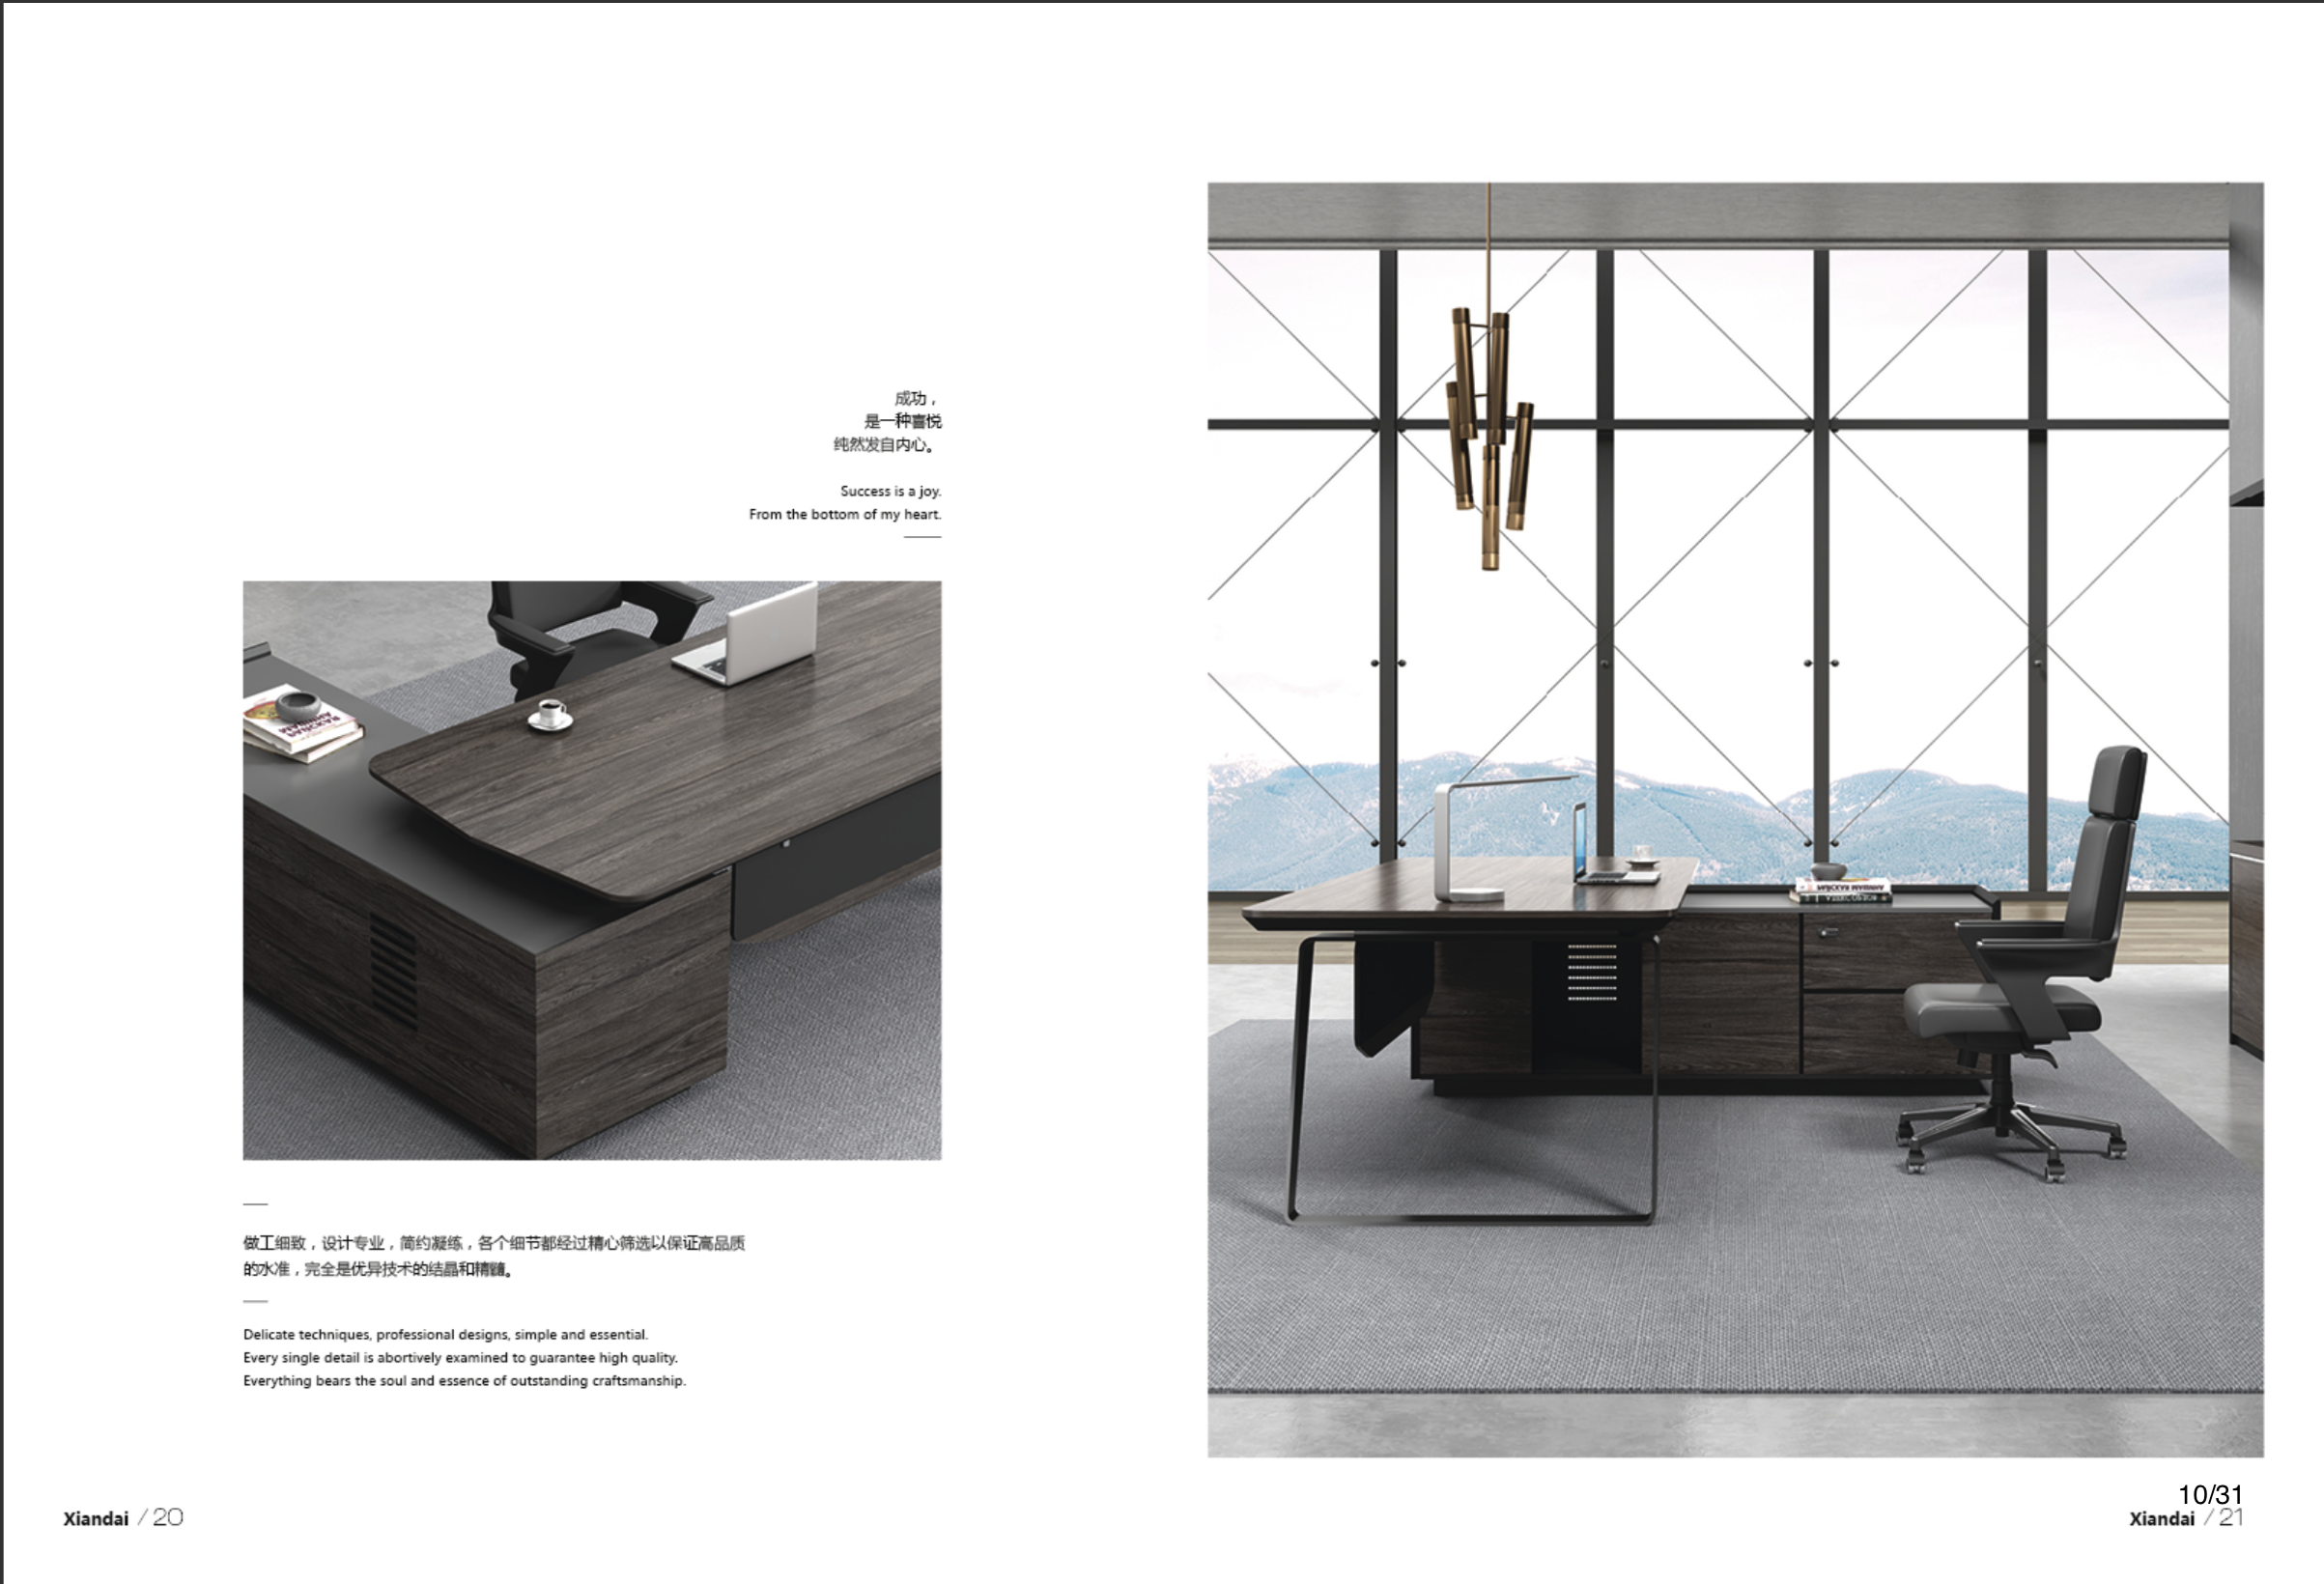 成功，
是一种喜悦
纯然发自内心。
Success is a joy.
From the bottom of my heart.
做工细致，设计专业，简约凝练，各个细节都经过精心筛选以保证高品质
的水准，完全是优异技术的结晶和精髓。
Delicate techniques, professional designs, simple and essential.
Every single detail is abortively examined to guarantee high quality.
Everything bears the soul and essence of outstanding craftsmanship.
Xiandai / 20
10/31
Xiandai / 21